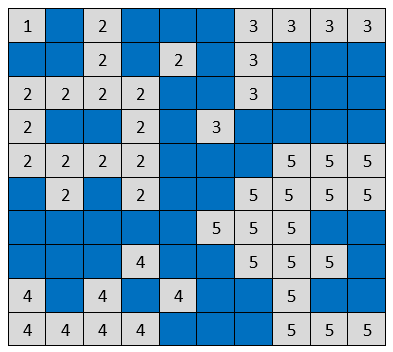 1 2 3 3 3 3
2 2 3
2 2 2 2 3
2 2 3
2 2 2 2 5 5 5
2 2 5 5 5 5
5 5 5
4 5 5 5
4 4 4 5
4 4 4 4 5 5 5